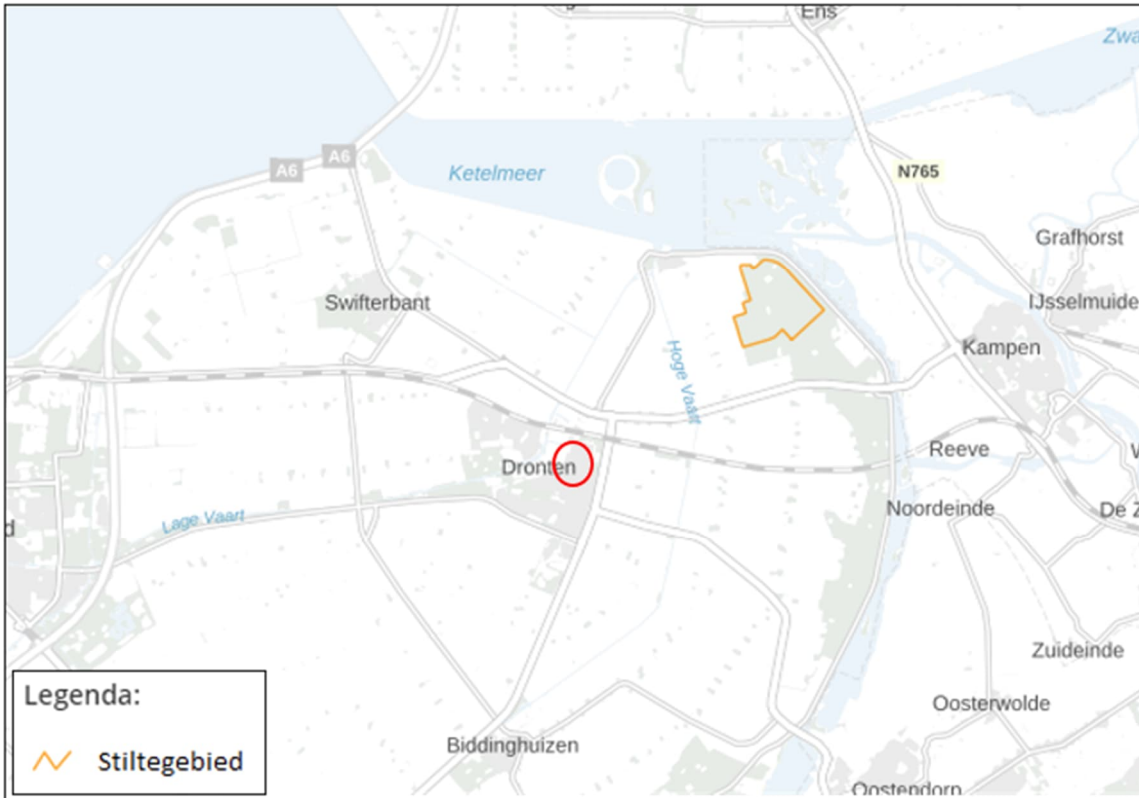 Ens
Zwa
A6
A6
Ketelmeer
N765
Grafhorst
Swifterbant
IJsselmuide
Kampen
Hoge Vaart
Reeve
Dronten
W
Noordeinde
De Z
Lage Vaart
d
Zuideinde
Oosterwolde
Biddinghuizen
Oostendorp
Legenda:
Stiltegebied